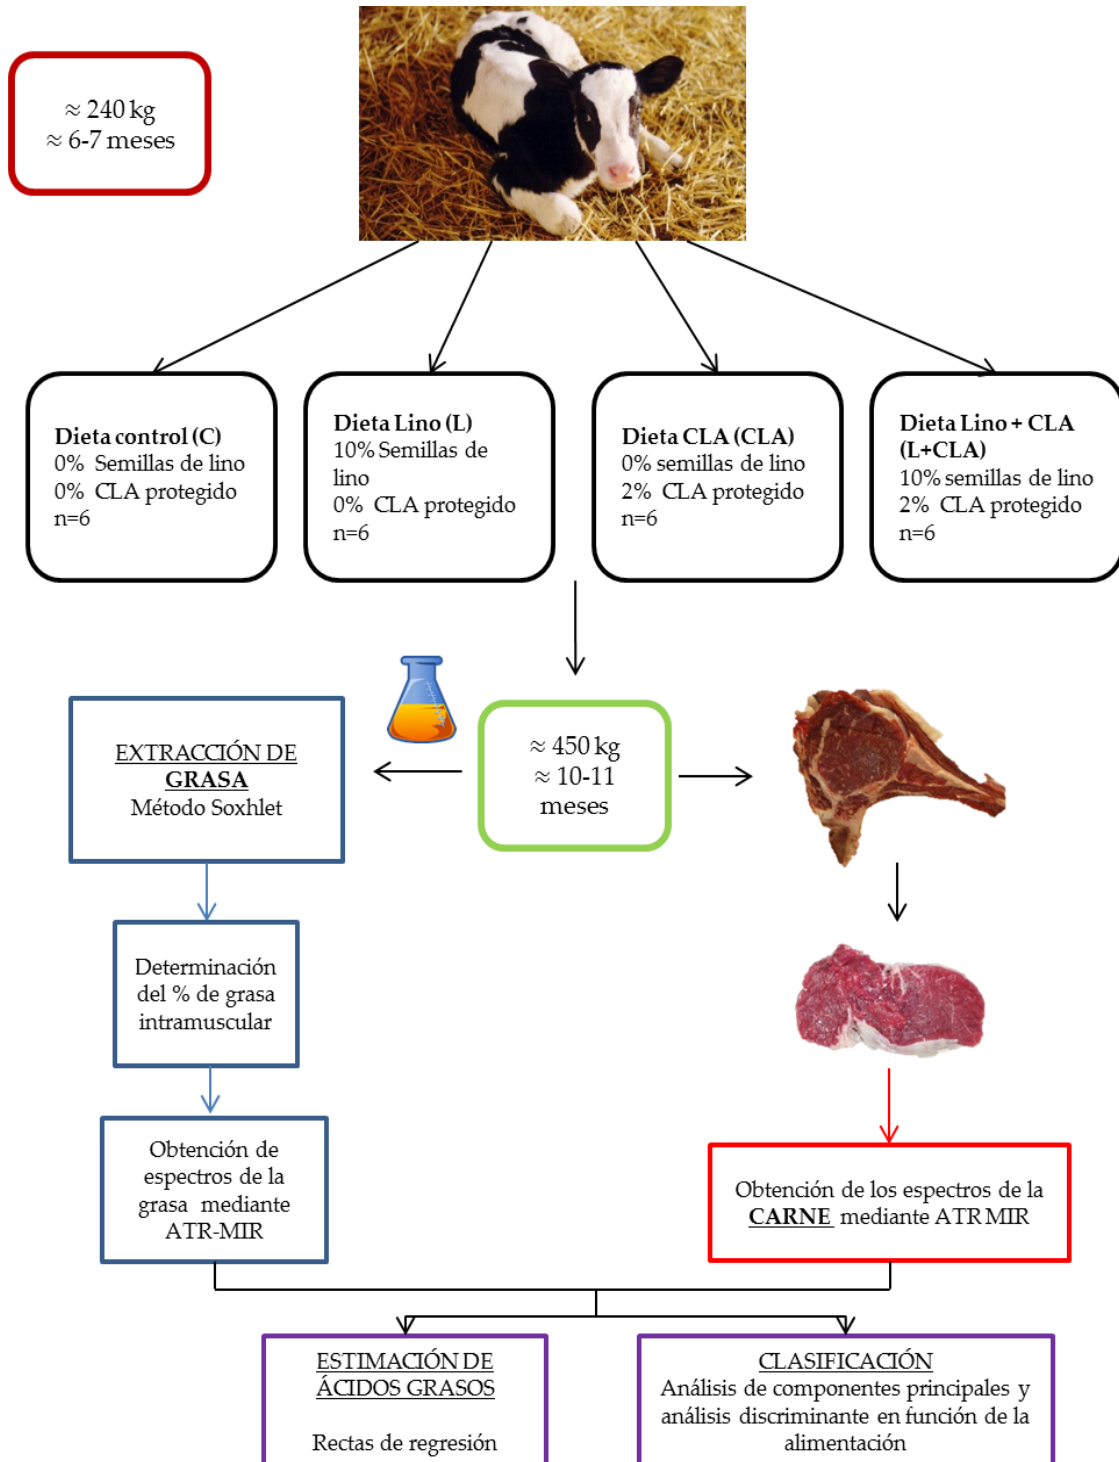 ≈ 240 kg
≈ 6-7 meses
Dieta control (C)
0% Semillas de lino
0% CLA protegido
n=6
Dieta Lino (L)
10% Semillas de
lino
0% CLA protegido
n=6
Dieta CLA (CLA)
0% semillas de lino
2% CLA protegido
n=6
Dieta Lino + CLA
(L+CLA)
10% semillas de lino
2% CLA protegido
n=6
EXTRACCIÓN DE
GRASA
Método Soxhlet
≈ 450 kg
≈ 10-11
meses
Determinación
del % de grasa
intramuscular
Obtención de
espectros de la
grasa mediante
ATR-MIR
Obtención de los espectros de la
CARNE mediante ATR MIR
ESTIMACIÓN DE
ÁCIDOS GRASOS
Rectas de regresión
CLASIFICACIÓN
Análisis de componentes principales y
análisis discriminante en función de la
alimentación